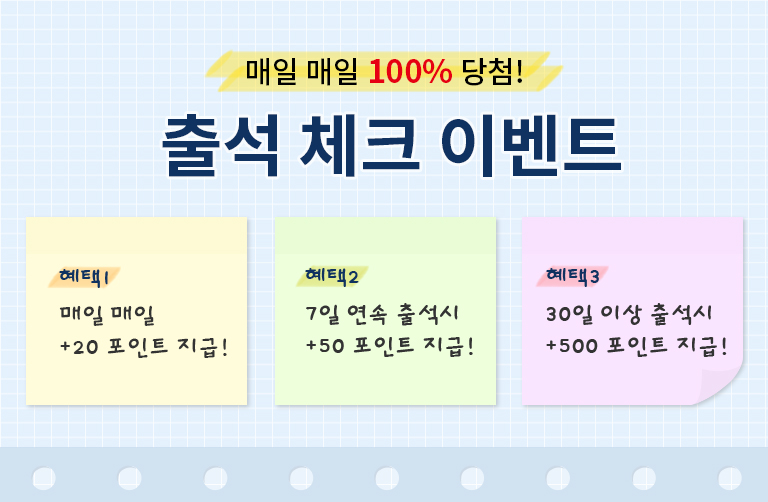 매일 매일 100% 당첨!
출석 체크 이벤트
혜택1
매일 매일
+20 포인트 지급!
혜택2
7일 연속 출석시
+50 포인트 지급!
혜택3
30일 이상 출석시
+500 포인트 지급!